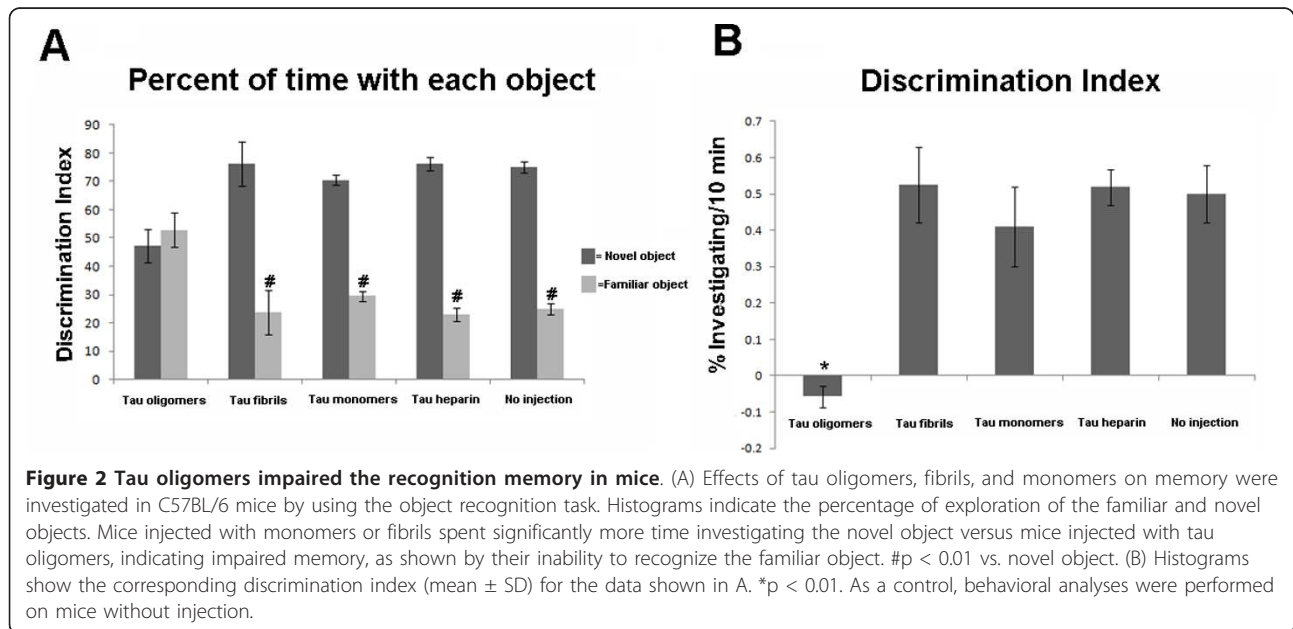 A
Percent of time with each object
Discrimination Index
90
80
70
60
50
40
30
20
10
0
#
#
#
#
Tau oligomers Tau fibrils Tau monomers Tau heparin No injection
= Novel object
=Familiar object
B
Discrimination Index
% Investigating/10 min
0.7
0.6
0.5
0.4
0.3
0.2
0.1
0
-0.1
-0.2
*
Tau oligomers Tau fibrils Tau monomers Tau heparin No injection
Figure 2 Tau oligomers impaired the recognition memory in mice. (A) Effects of tau oligomers, fibrils, and monomers on memory were
investigated in C57BL/6 mice by using the object recognition task. Histograms indicate the percentage of exploration of the familiar and novel
objects. Mice injected with monomers or fibrils spent significantly more time investigating the novel object versus mice injected with tau
oligomers, indicating impaired memory, as shown by their inability to recognize the familiar object. #p < 0.01 vs. novel object. (B) Histograms
show the corresponding discrimination index (mean ± SD) for the data shown in A. *p < 0.01. As a control, behavioral analyses were performed
on mice without injection.